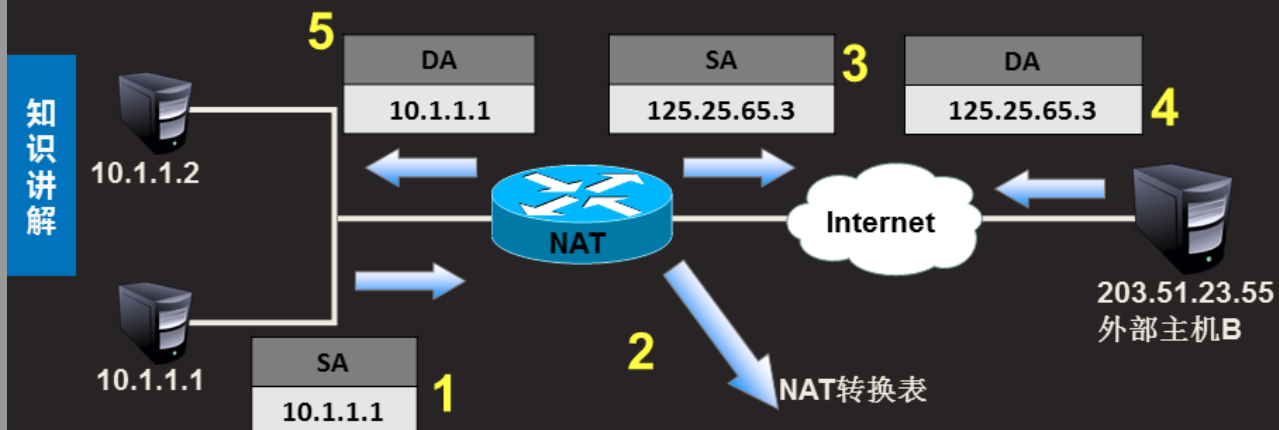 知
识
讲
解
5
DA
10.1.1.1
SA
125.25.65.3
3
DA
125.25.65.3
4
10.1.1.2
NAT
Internet
203.51.23.55
外部主机B
10.1.1.1
SA
10.1.1.1
1
2
NAT转换表